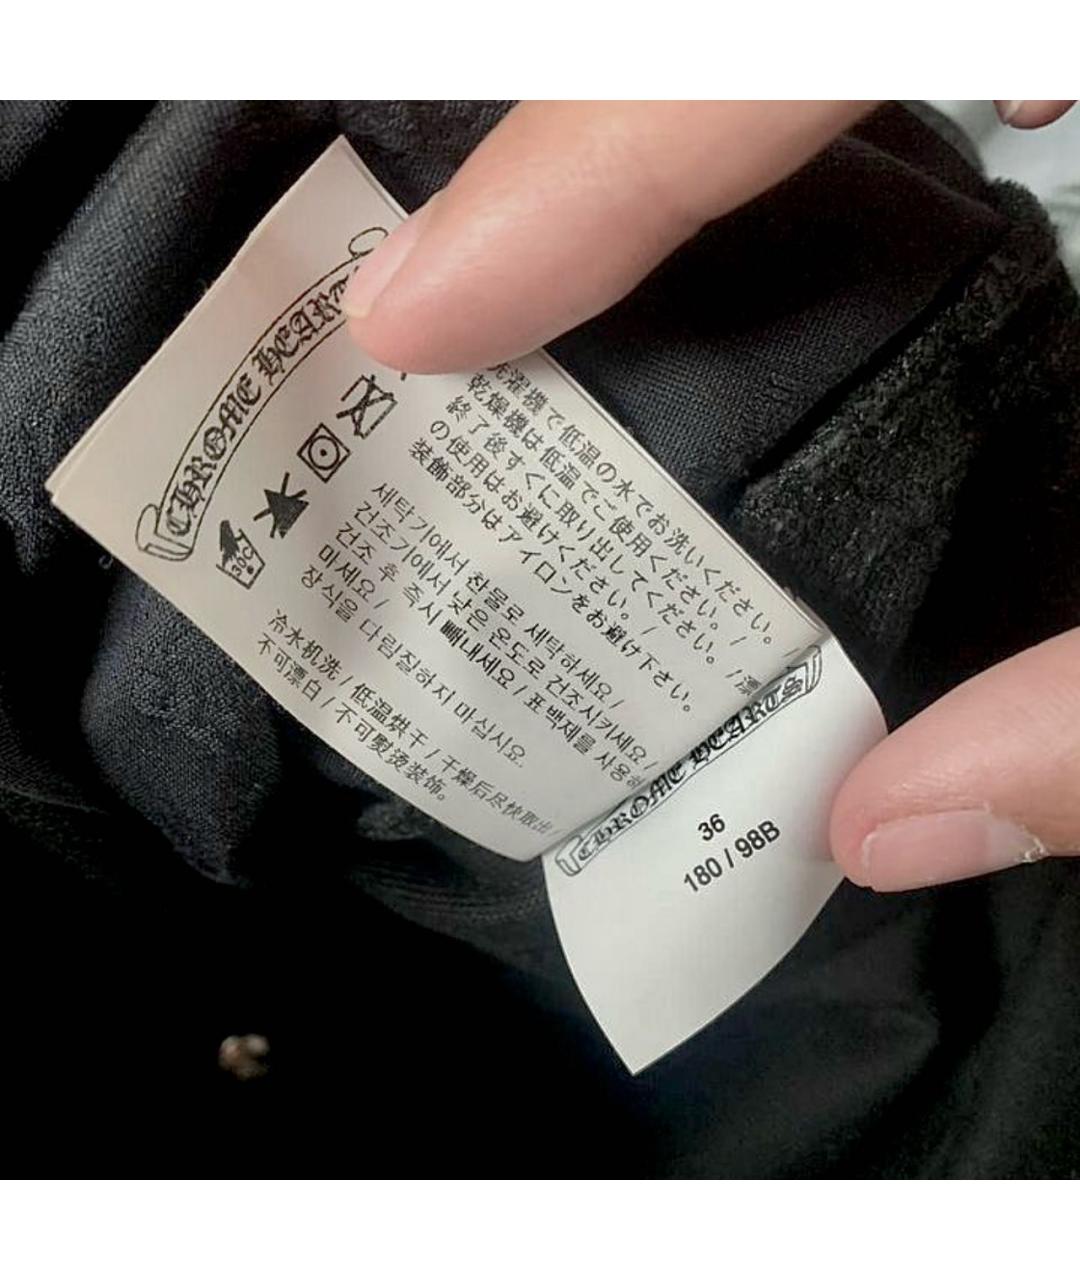 CHROME HEARTS
30C
洗濯機で低温の水でお洗いください。
乾燥機は低温でご使用ください。 /
終了後すぐに取り出してください。 /漂
の使用はお避けください。 /
装飾部分はアイロンをお避け下さい。
세탁기에서 찬물로 세탁하세요 /
건조기에서 낮은 온도로 건조시키세요 /
건조 후 즉시 빼내세요 / 표백제를 사용하
마세요 /
장식을 다림질하지 마십시요.
冷水机洗 / 低温烘干 / 干燥后尽快取出 /
不可漂白 / 不可熨烫装饰。
CHROME HEARTS
36
180 / 98B